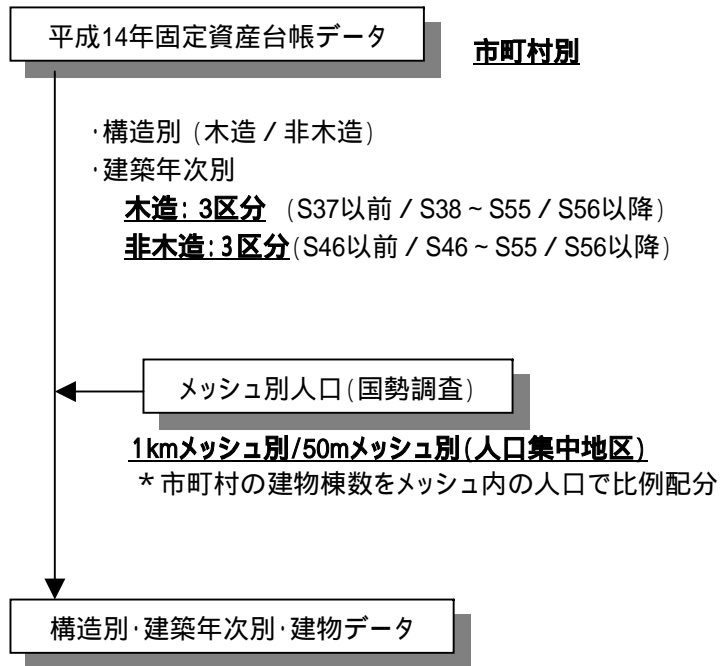 平成14年固定資産台帳データ
市町村別
・構造別（木造／非木造）
・建築年次別
木造：3区分 （S37以前／S38～S55／S56以降）
非木造：3区分（S46以前／S46～S55／S56以降）
メッシュ別人口（国勢調査）
1kmメッシュ別/50mメッシュ別（人口集中地区）
＊市町村の建物棟数をメッシュ内の人口で比例配分
構造別・建築年次別・建物データ